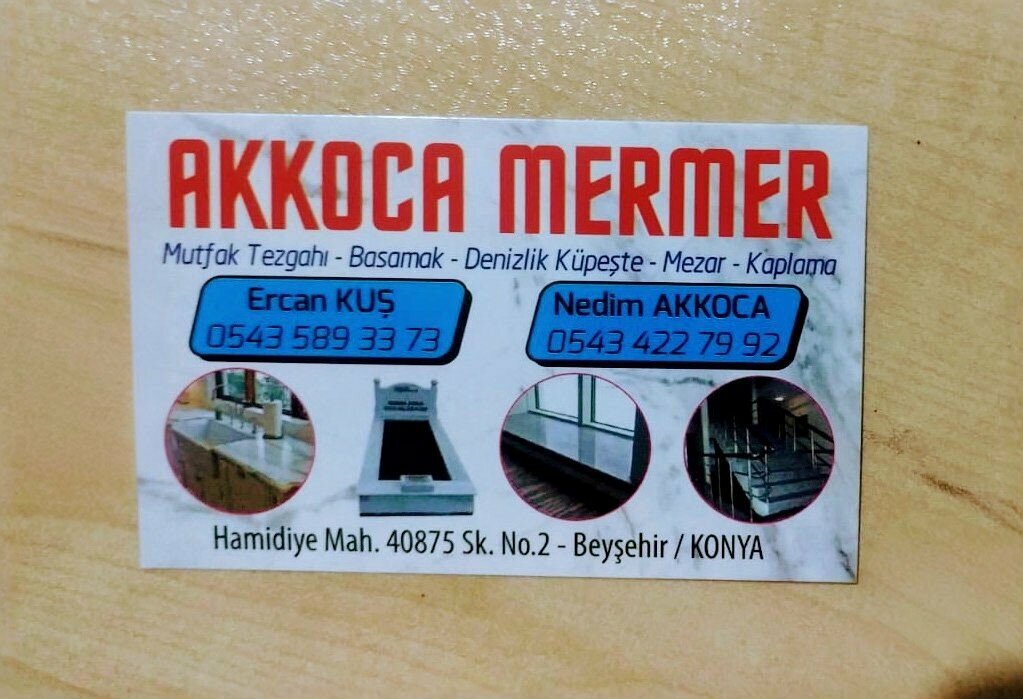 AKKOCA MERMER
Mutfak Tezgahı - Basamak - Denizlik Küpeşte - Mezar - Kaplama
Ercan KUŞ
0543 589 33 73
Nedim AKKOCA
0543 422 79 92
Hamidiye Mah. 40875 Sk. No.2 - Beyşehir / KONYA